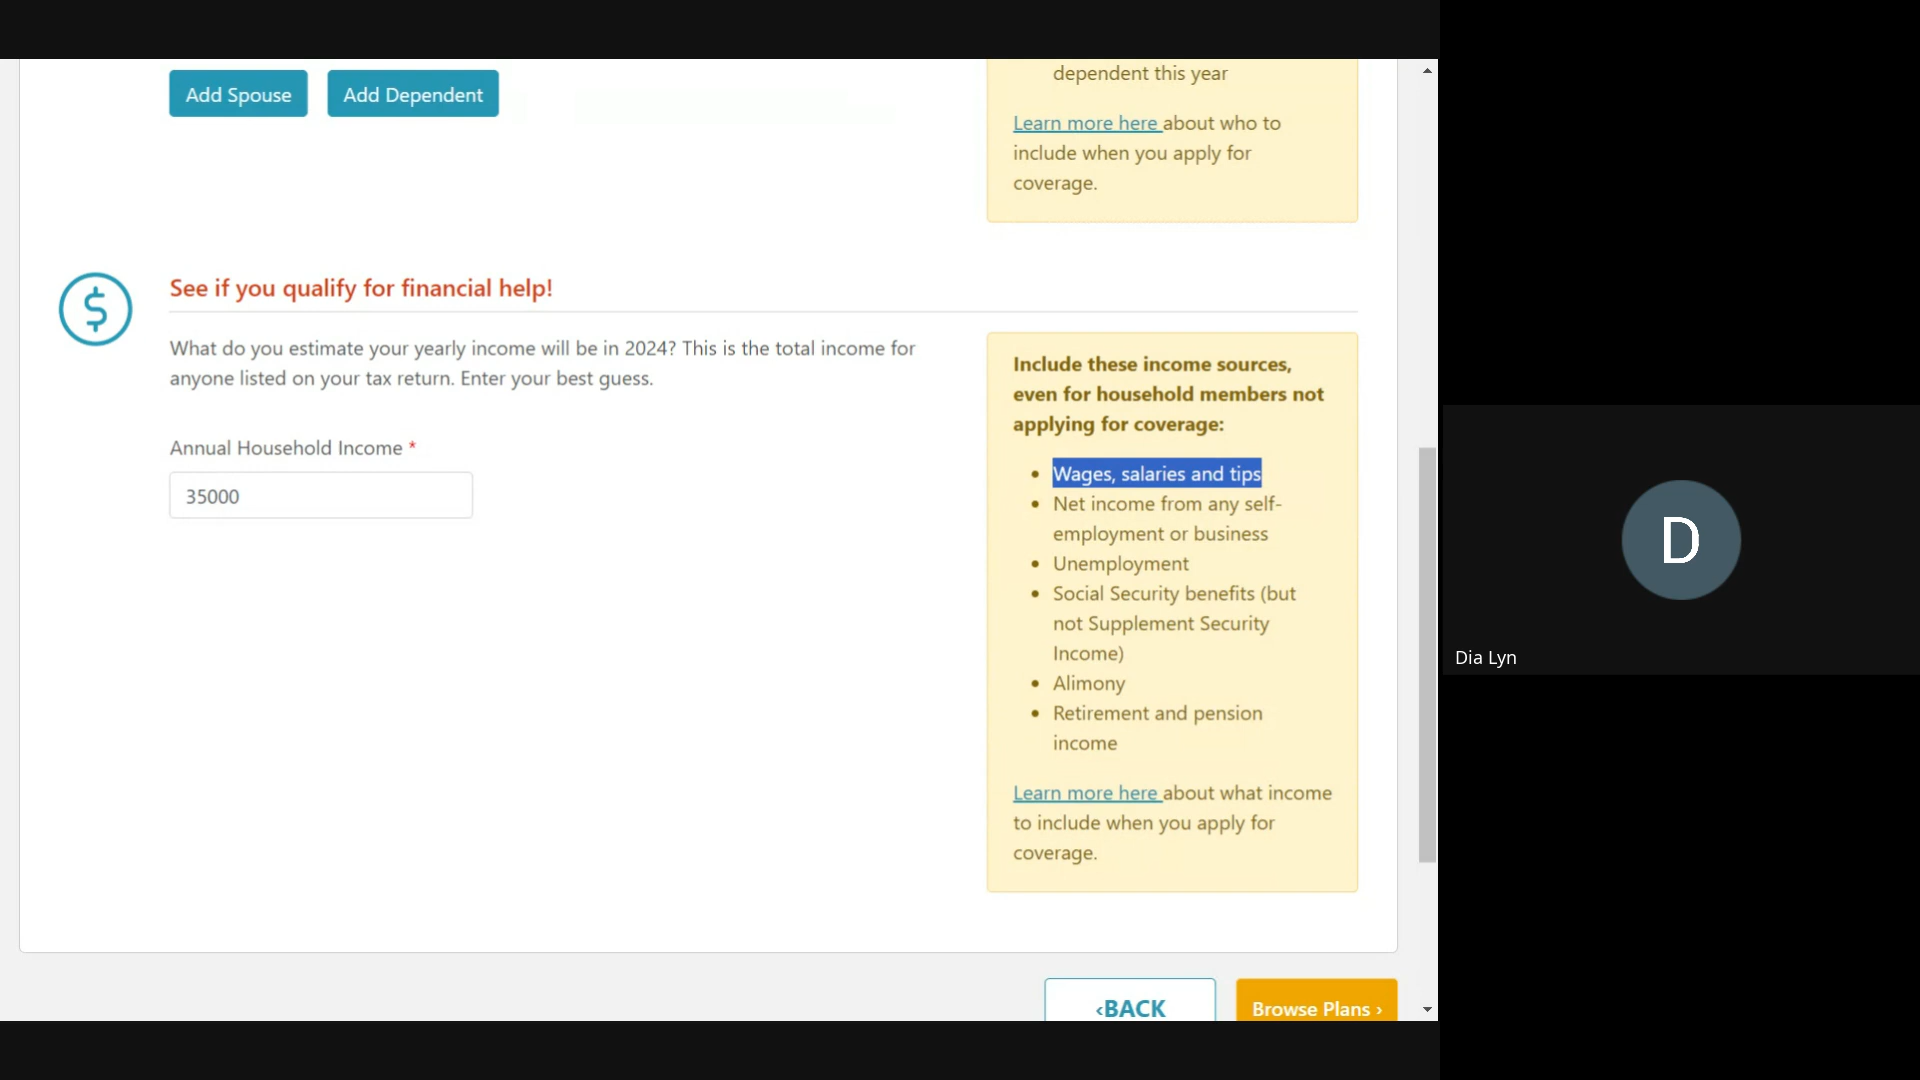 dependent this year
Add Spouse
Add Dependent
Learn more here about who to
include when you apply for
coverage.
$
See if you qualify for financial help!
What do you estimate your yearly income will be in 2024? This is the total income for
anyone listed on your tax return. Enter your best guess.
Annual Household Income *
35000
Include these income sources,
even for household members not
applying for coverage:
• Wages, salaries and tips
• Net income from any self-
employment or business
• Unemployment
• Social Security benefits (but
not Supplement Security
Income)
• Alimony
• Retirement and pension
income
Learn more here about what income
to include when you apply for
coverage.
‹BACK
Browse Plans ›
D
Dia Lyn